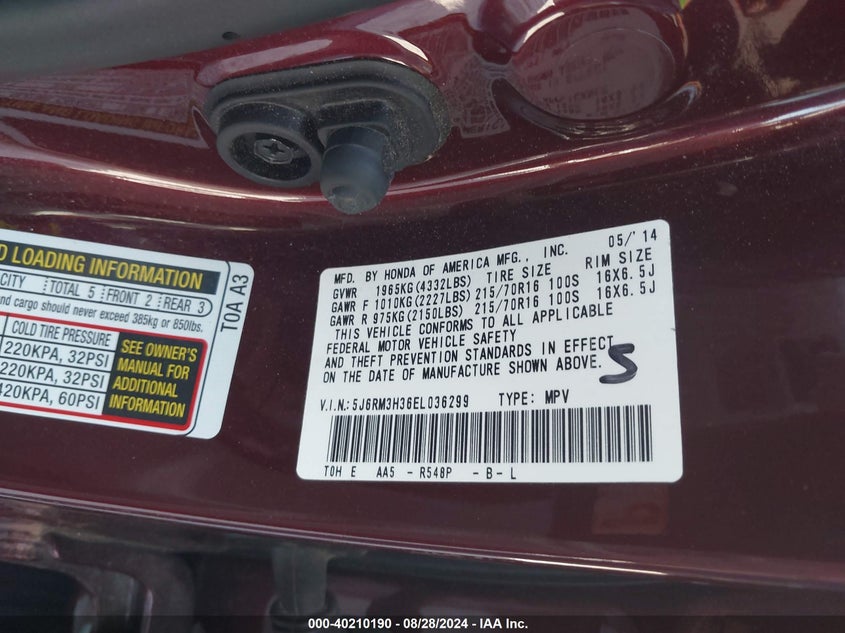 D LOADING INFORMATION
CITY TOTAL 5 FRONT 2 REAR 3
and cargo should never exceed 385kg or 850lbs.
COLD TIRE PRESSURE
220KPA, 32PSI
220KPA, 32PSI
420KPA, 60PSI
SEE OWNER'S
MANUAL FOR
ADDITIONAL
INFORMATION
T0A A3
MFD. BY HONDA OF AMERICA MFG., INC. 05/'14
GVWR 1965KG(4332LBS) TIRE SIZE RIM SIZE
GAWR F 1010KG(2227LBS) 215/70R16 100S 16X6.5J
GAWR R 975KG(2150LBS) 215/70R16 100S 16X6.5J
THIS VEHICLE CONFORMS TO ALL APPLICABLE
FEDERAL MOTOR VEHICLE SAFETY
AND THEFT PREVENTION STANDARDS IN EFFECT
ON THE DATE OF MANUFACTURE SHOWN ABOVE.
5
V.I.N.:5J6RM3H36EL036299 TYPE: MPV
T0H E AA5 - R548P - B - L
000-40210190 - 08/28/2024 - IAA Inc.